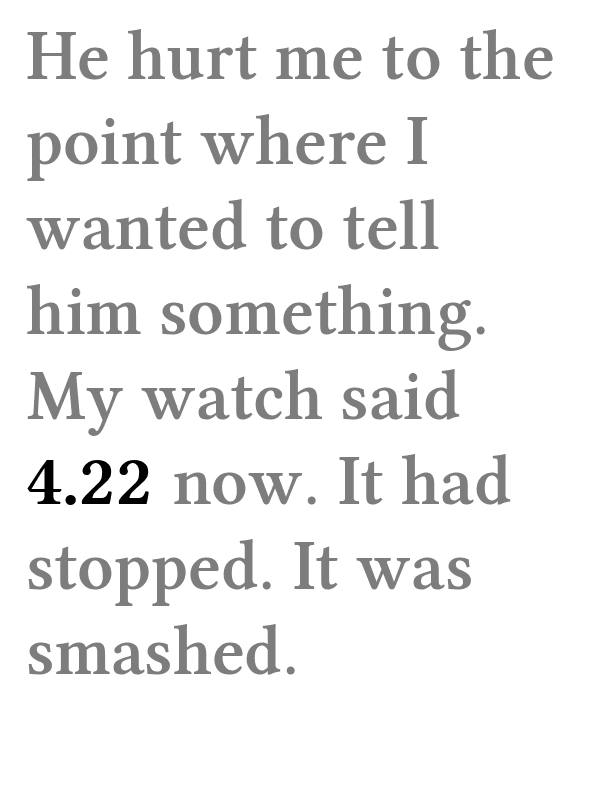 He hurt me to the
point where I
wanted to tell
him something.
My watch said
4.22 now. It had
stopped. It was
smashed.